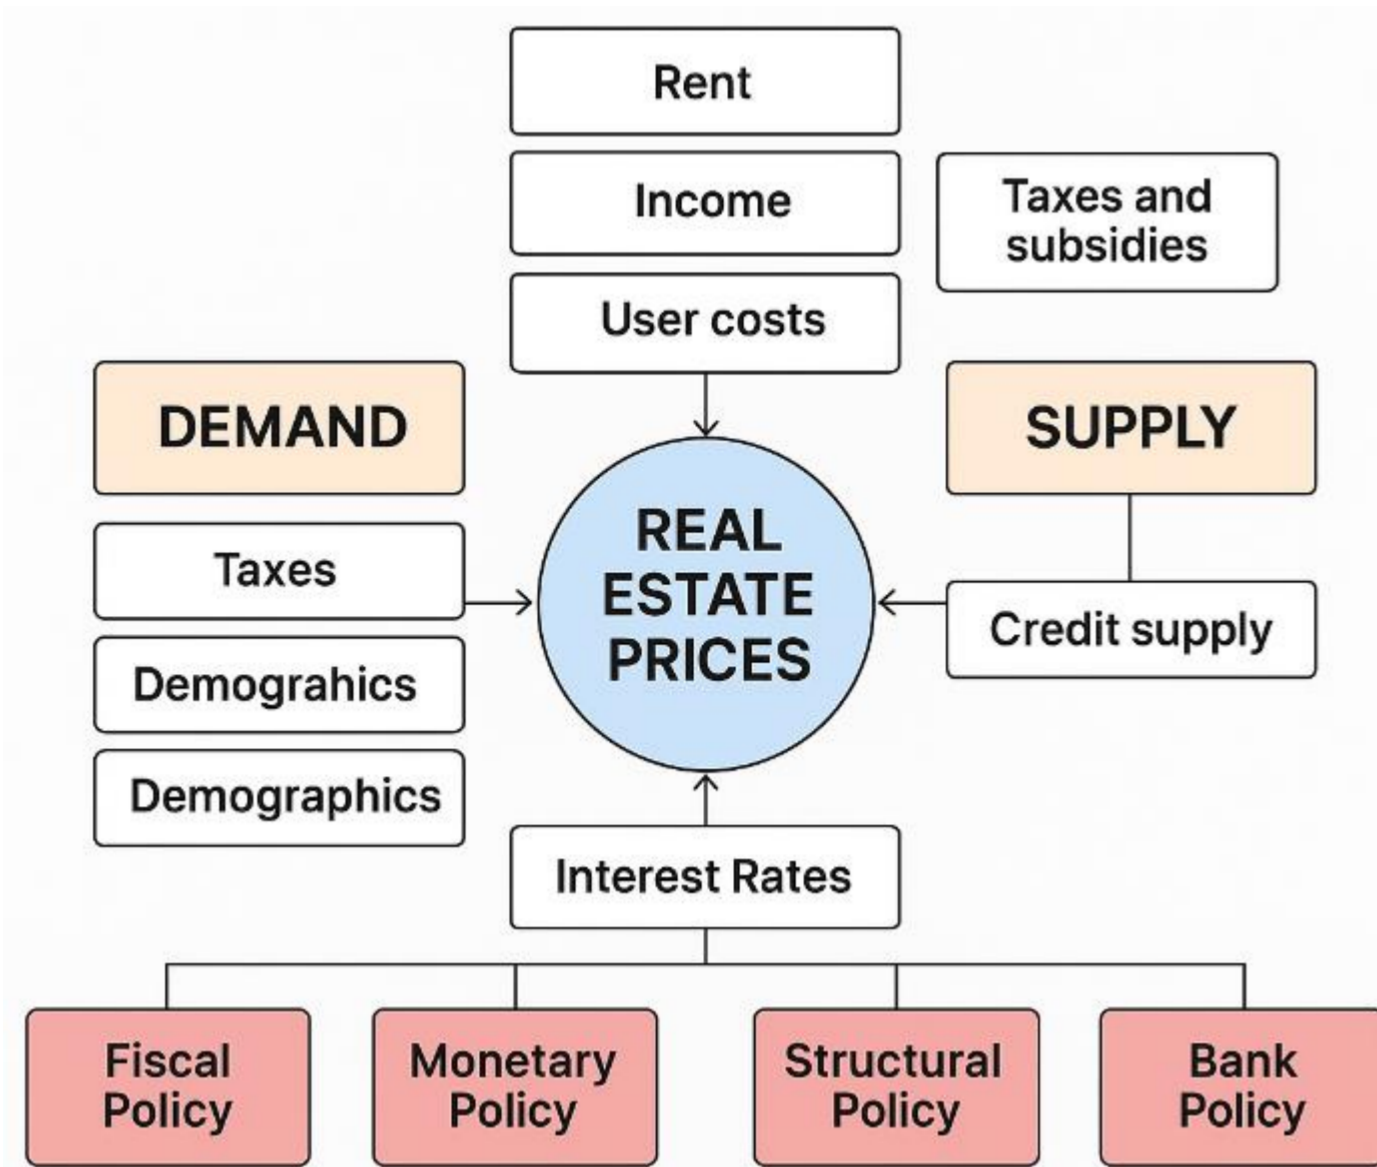 Rent
Income
Taxes and
subsidies
User costs
DEMAND
SUPPLY
REAL
ESTATE
PRICES
Taxes
Credit supply
Demograhics
Demographics
Interest Rates
Fiscal
Policy
Monetary
Policy
Structural
Policy
Bank
Policy